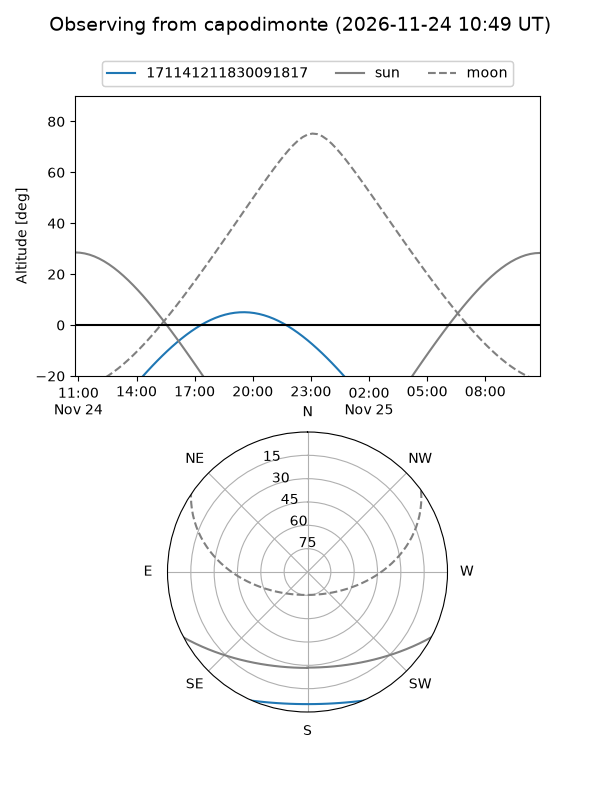 Observing from capodimonte (2026-11-24 10:49 UT)
171141211830091817 sun moon
80
60
40
20
0
−20
Altitude [deg]
11:00 14:00 17:00 20:00 23:00 02:00 05:00 08:00
Nov 24 Nov 25
N
NE NW
15
30
45
60
75
E W
SE SW
S